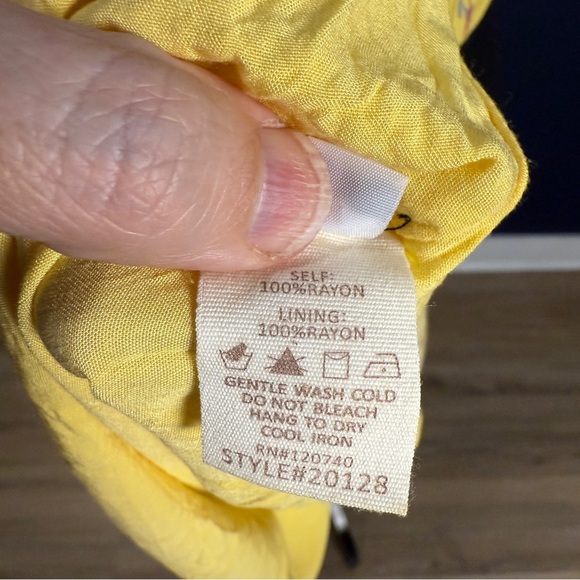 SELF:
100%RAYON
LINING:
100%RAYON
GENTLE WASH COLD
DO NOT BLEACH
HANG TO DRY
COOL IRON
RN#120740
STYLE#20128